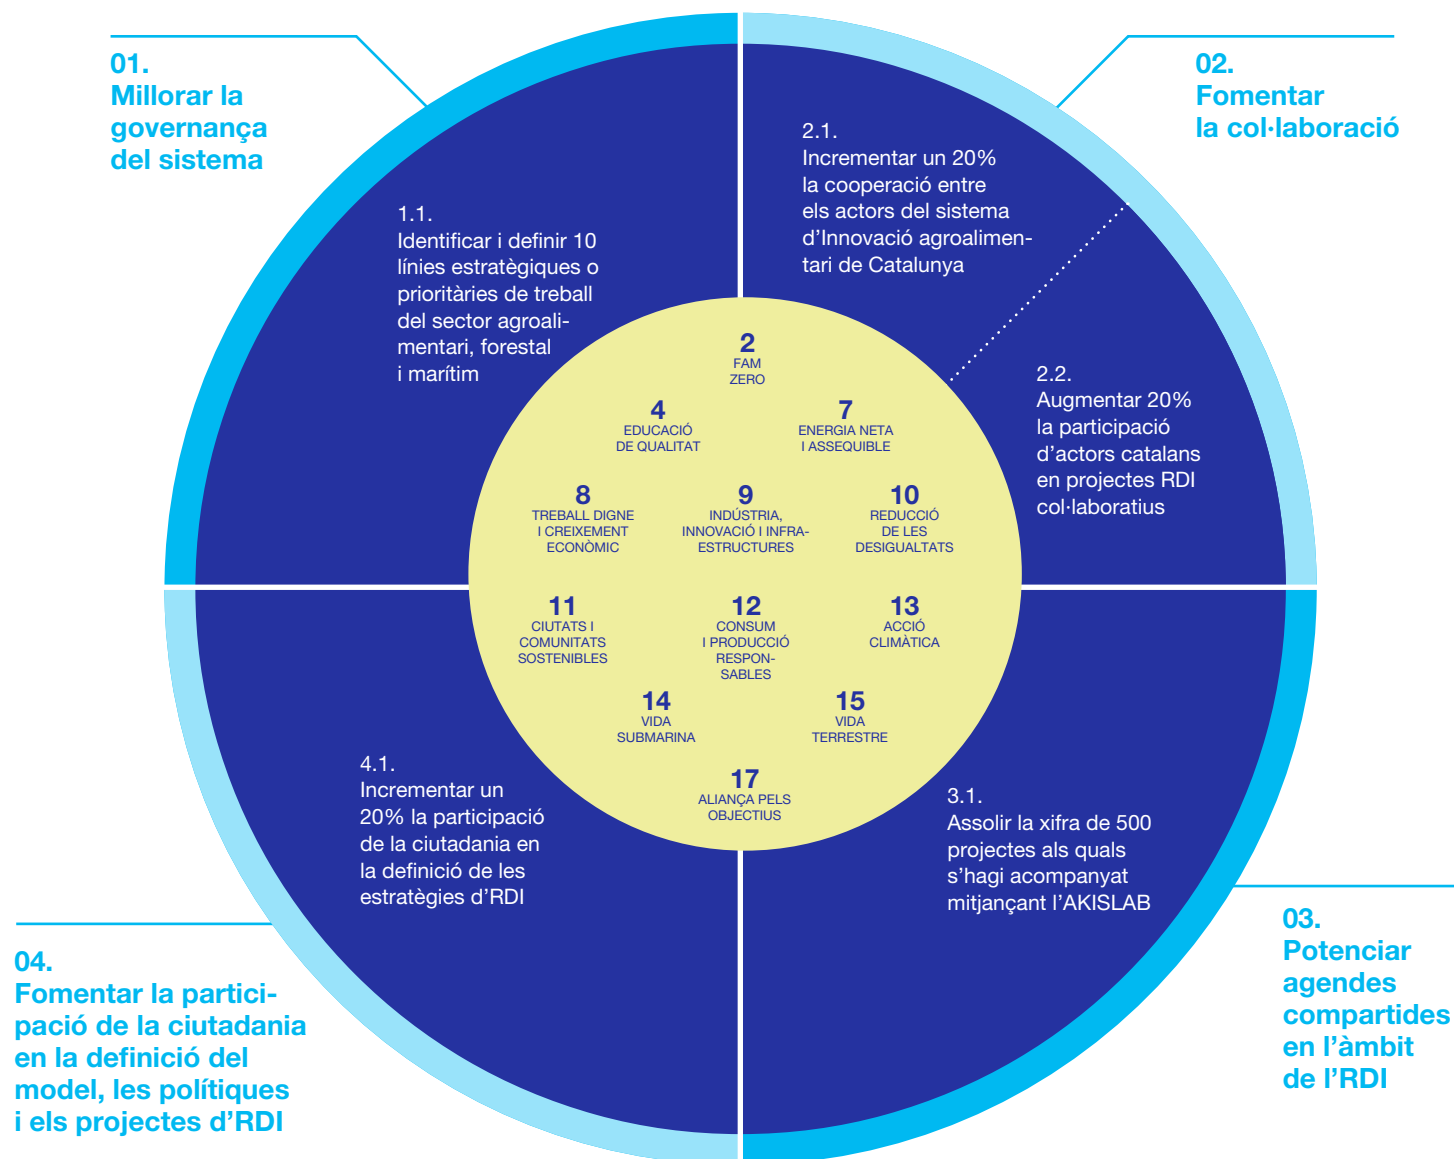 01.
Millorar la
governança
del sistema
02.
Fomentar
la col·laboració
1.1.
Identificar i definir 10
línies estratègiques o
prioritàries de treball
del sector agroali-
mentari, forestal
i marítim
2.1.
Incrementar un 20%
la cooperació entre
els actors del sistema
d’Innovació agroalimen-
tari de Catalunya
2.2.
Augmentar 20%
la participació
d’actors catalans
en projectes RDI
col·laboratius
2
FAM
ZERO
4
EDUCACIÓ
DE QUALITAT
7
ENERGIA NETA
I ASSEQUIBLE
8
TREBALL DIGNE
I CREIXEMENT
ECONÒMIC
9
INDÚSTRIA,
INNOVACIÓ I INFRA-
ESTRUCTURES
10
REDUCCIÓ
DE LES
DESIGUALTATS
11
CIUTATS I
COMUNITATS
SOSTENIBLES
12
CONSUM
I PRODUCCIÓ
RESPON-
SABLES
13
ACCIÓ
CLIMÀTICA
14
VIDA
SUBMARINA
15
VIDA
TERRESTRE
17
ALIANÇA PELS
OBJECTIUS
4.1.
Incrementar un
20% la participació
de la ciutadania en
la definició de les
estratègies d’RDI
3.1.
Assolir la xifra de 500
projectes als quals
s’hagi acompanyat
mitjançant l’AKISLAB
04.
Fomentar la partici-
pació de la ciutadania
en la definició del
model, les polítiques
i els projectes d’RDI
03.
Potenciar
agendes
compartides
en l’àmbit
de l’RDI